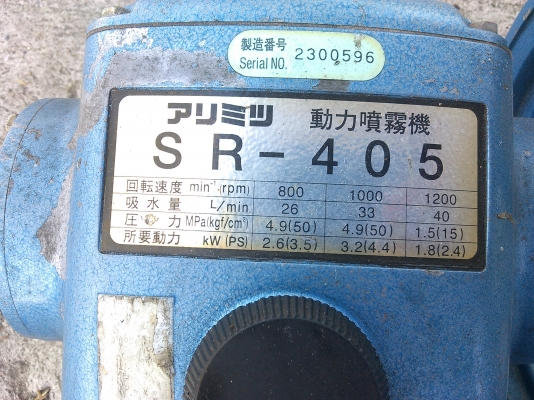 製造番号
Serial NO. 2300596
アリミツ 動力噴霧機
SR-405
回転速度 min⁻¹(rpm) 800 1000 1200
吸水量 L/min 26 33 40
圧 力 MPa(kgf/cm²) 4.9(50) 4.9(50) 1.5(15)
所要動力 kW(PS) 2.6(3.5) 3.2(4.4) 1.8(2.4)